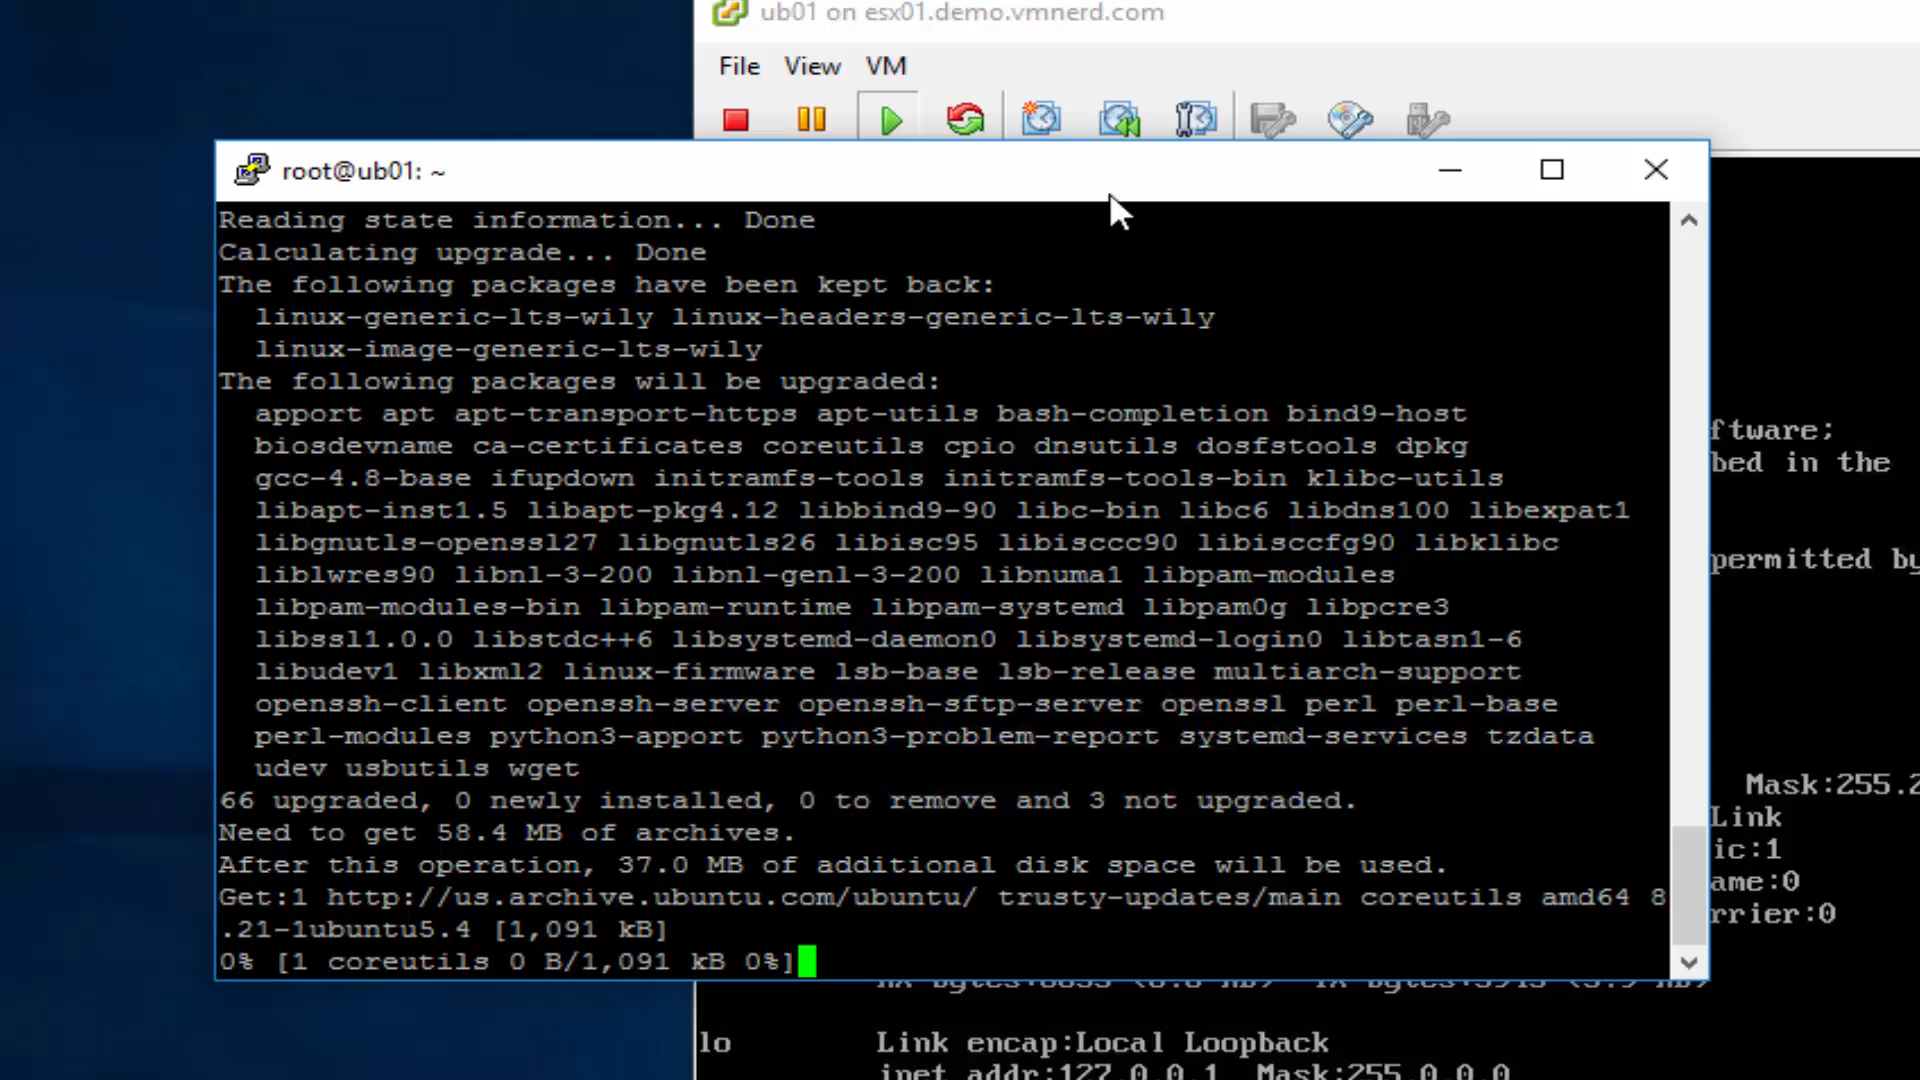 ub01 on esx01.demo.vmnerd.com
File View VM
root@ub01: ~
Reading state information... Done
Calculating upgrade... Done
The following packages have been kept back:
linux-generic-lts-wily linux-headers-generic-lts-wily
linux-image-generic-lts-wily
The following packages will be upgraded:
apport apt apt-transport-https apt-utils bash-completion bind9-host
biosdevname ca-certificates coreutils cpio dnsutils dosfstools dpkg
gcc-4.8-base ifupdown initramfs-tools initramfs-tools-bin klibc-utils
libapt-inst1.5 libapt-pkg4.12 libbind9-90 libc-bin libc6 libdns100 libexpat1
libgnutls-openssl27 libgnutls26 libisc95 libisccc90 libisccfg90 libklibc
liblwres90 libnl-3-200 libnl-genl-3-200 libnuma1 libpam-modules
libpam-modules-bin libpam-runtime libpam-systemd libpam0g libpcre3
libssl1.0.0 libstdc++6 libsystemd-daemon0 libsystemd-login0 libtasn1-6
libudev1 libxml2 linux-firmware lsb-base lsb-release multiarch-support
openssh-client openssh-server openssh-sftp-server openssl perl perl-base
perl-modules python3-apport python3-problem-report systemd-services tzdata
udev usbutils wget
66 upgraded, 0 newly installed, 0 to remove and 3 not upgraded.
Need to get 58.4 MB of archives.
After this operation, 37.0 MB of additional disk space will be used.
Get:1 http://us.archive.ubuntu.com/ubuntu/ trusty-updates/main coreutils amd64 8
.21-1ubuntu5.4 [1,091 kB]
0% [1 coreutils 0 B/1,091 kB 0%]
ftware;
bed in the
permitted by
Mask:255.2
Link
ic:1
ame:0
rrier:0
lo Link encap:Local Loopback
inet addr:127.0.0.1 Mask:255.0.0.0